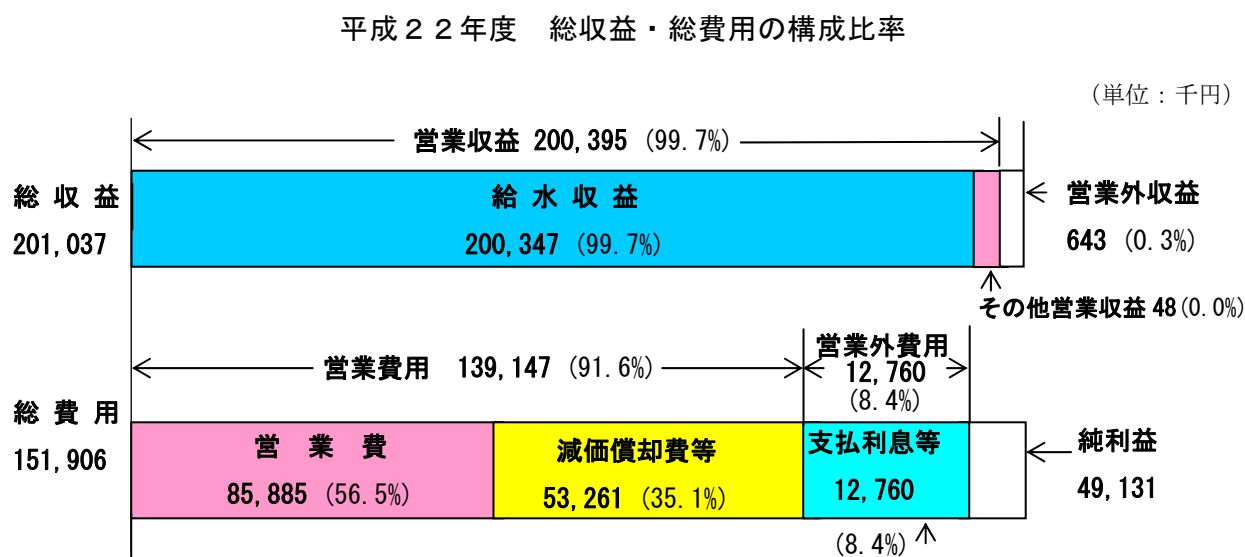 平成２２年度　総収益・総費用の構成比率
（単位：千円）
営業収益 200,395 (99.7%)
総 収 益
201,037
給 水 収 益
200,347 (99.7%)
営業外収益
643 (0.3%)
その他営業収益 48(0.0%)
営業費用　139,147 (91.6%)
営業外費用
12,760
(8.4%)
総 費 用
151,906
営　業　費
85,885 (56.5%)
減価償却費等
53,261 (35.1%)
支払利息等
12,760
(8.4%)
純利益
49,131